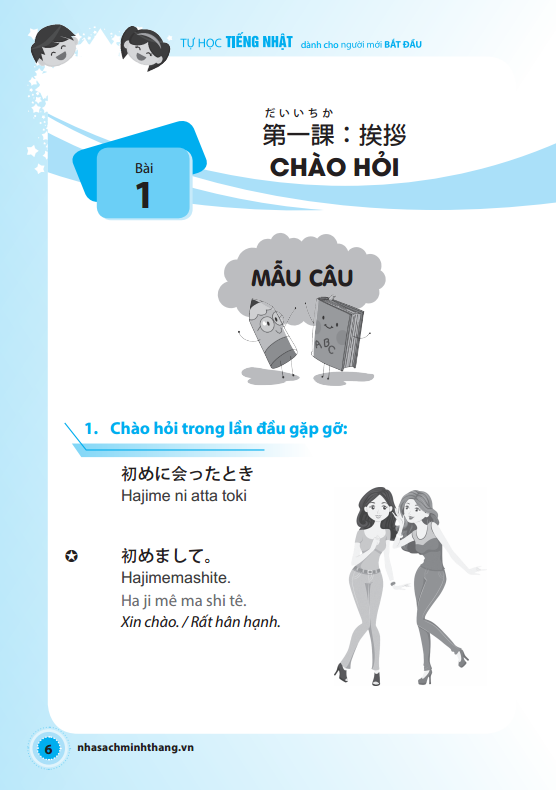 TỰ HỌC TIẾNG NHẬT dành cho người mới BẮT ĐẦU
だいいちか
第一課：挨拶
CHÀO HỎI
Bài
1
MẪU CÂU
ABC
1. Chào hỏi trong lần đầu gặp gỡ:
初めに会ったとき
Hajime ni atta toki
✪ 初めまして。
Hajimemashite.
Ha ji mê ma shi tê.
Xin chào. / Rất hân hạnh.
6 nhasachminhthang.vn